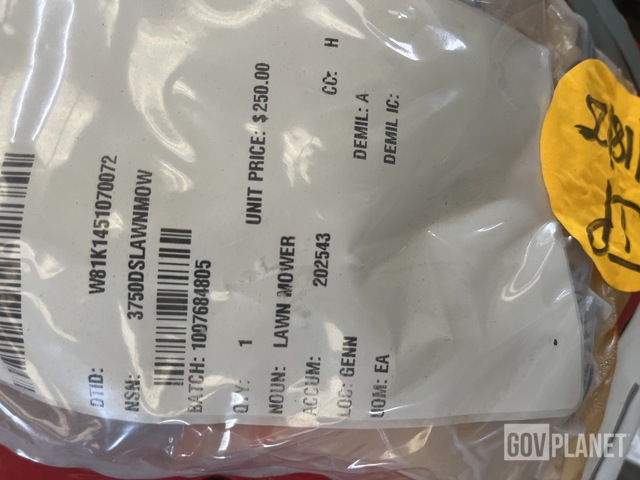 DTID: W81K1451070072
NSN: 3750DSLAWNMOW
BATCH: 1007684805
QTY: 1 UNIT PRICE: $ 250.00
NOUN: LAWN MOWER
ACCUM: 202543 CC: H
LOC: GENN DEMIL: A
UOM: EA DEMIL IC:
GOVPLANET